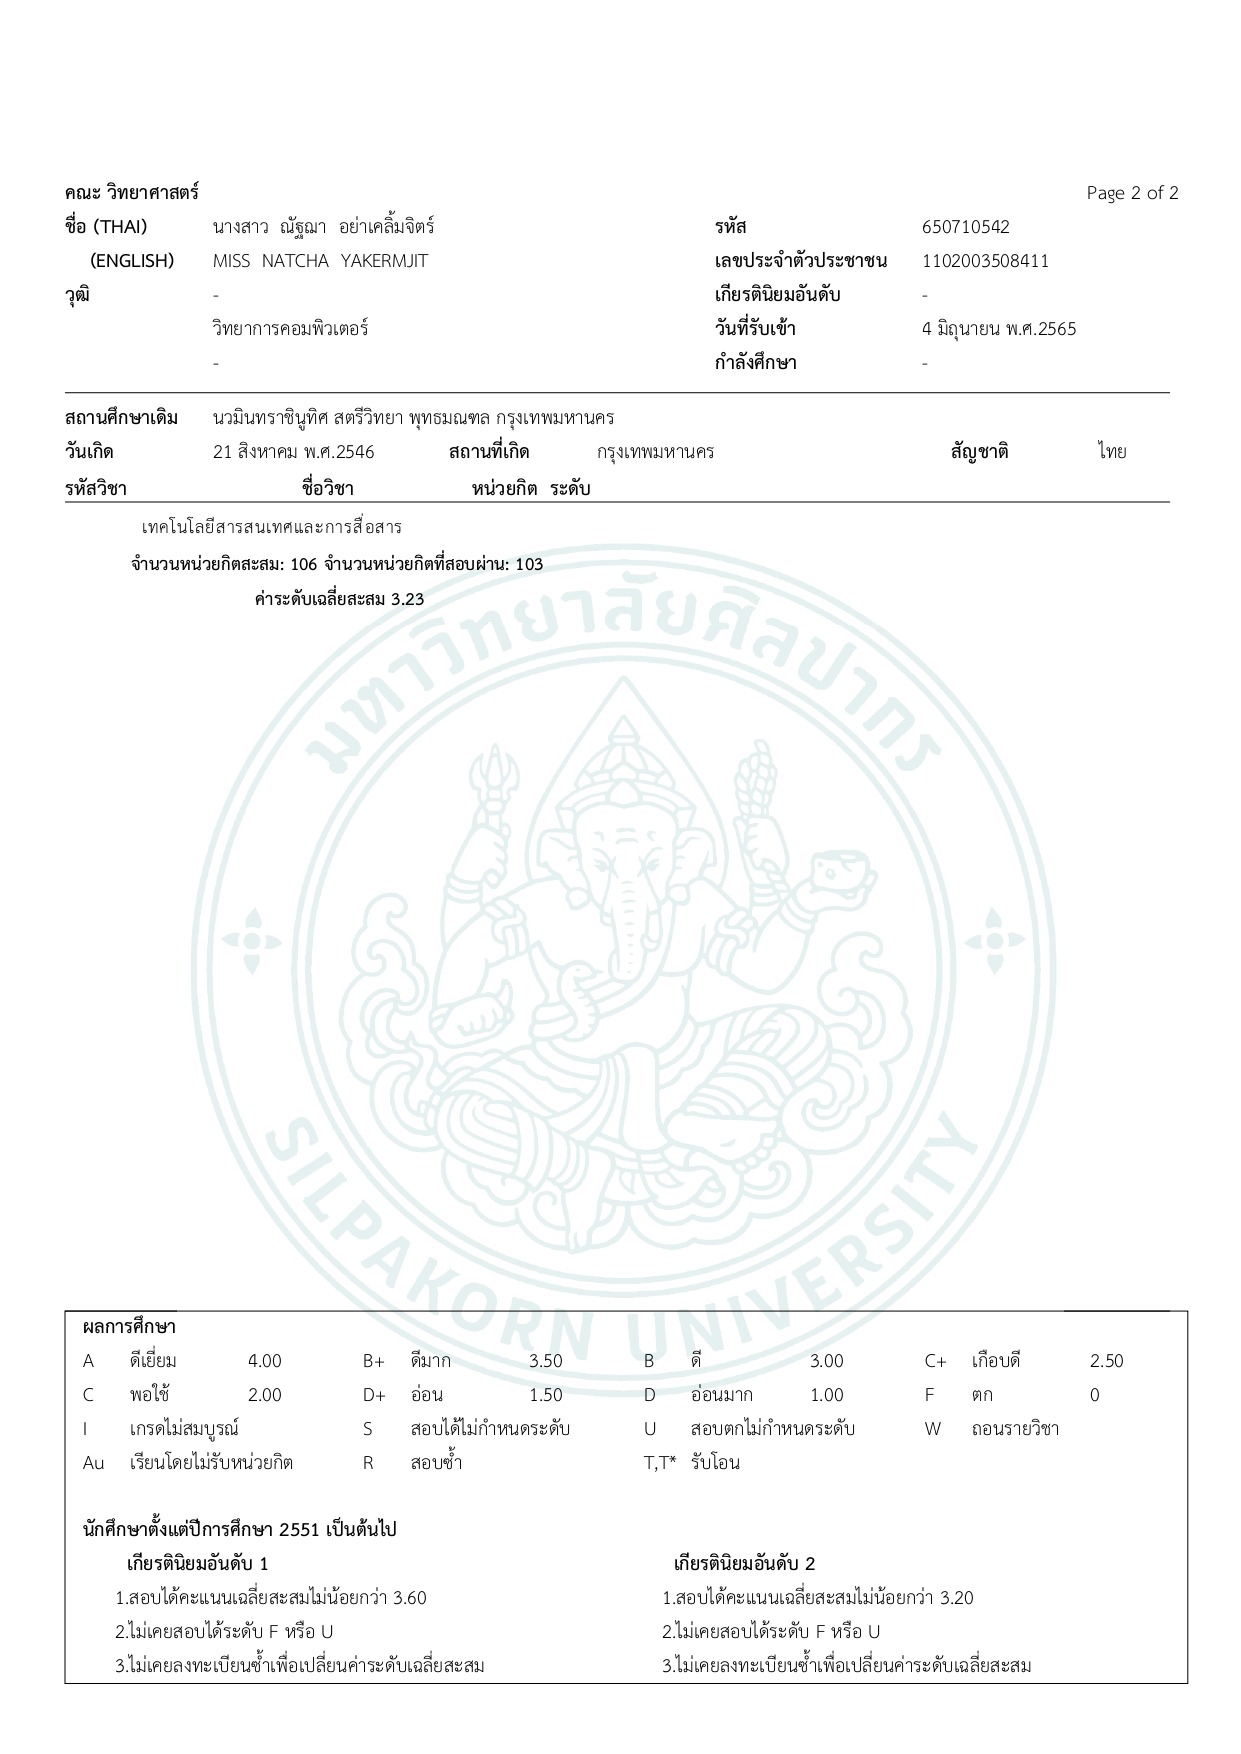 คณะ วิทยาศาสตร์ Page 2 of 2
ชื่อ (THAI) นางสาว ณัฐฌา อย่าเคลิ้มจิตร์ รหัส 650710542
(ENGLISH) MISS NATCHA YAKERMJIT เลขประจำตัวประชาชน 1102003508411
วุฒิ - เกียรตินิยมอันดับ -
วิทยาการคอมพิวเตอร์ วันที่รับเข้า 4 มิถุนายน พ.ศ.2565
- กำลังศึกษา -
สถานศึกษาเดิม นวมินทราชินูทิศ สตรีวิทยา พุทธมณฑล กรุงเทพมหานคร
วันเกิด 21 สิงหาคม พ.ศ.2546 สถานที่เกิด กรุงเทพมหานคร สัญชาติ ไทย
รหัสวิชา ชื่อวิชา หน่วยกิต ระดับ
เทคโนโลยีสารสนเทศและการสื่อสาร
จำนวนหน่วยกิตสะสม: 106 จำนวนหน่วยกิตที่สอบผ่าน: 103
ค่าระดับเฉลี่ยสะสม 3.23
มหาวิทยาลัยศิลปากร
SILPAKORN UNIVERSITY
ผลการศึกษา
A ดีเยี่ยม 4.00 B+ ดีมาก 3.50 B ดี 3.00 C+ เกือบดี 2.50
C พอใช้ 2.00 D+ อ่อน 1.50 D อ่อนมาก 1.00 F ตก 0
I เกรดไม่สมบูรณ์ S สอบได้ไม่กำหนดระดับ U สอบตกไม่กำหนดระดับ W ถอนรายวิชา
Au เรียนโดยไม่รับหน่วยกิต R สอบซ้ำ T,T* รับโอน
นักศึกษาตั้งแต่ปีการศึกษา 2551 เป็นต้นไป
เกียรตินิยมอันดับ 1 เกียรตินิยมอันดับ 2
1.สอบได้คะแนนเฉลี่ยสะสมไม่น้อยกว่า 3.60 1.สอบได้คะแนนเฉลี่ยสะสมไม่น้อยกว่า 3.20
2.ไม่เคยสอบได้ระดับ F หรือ U 2.ไม่เคยสอบได้ระดับ F หรือ U
3.ไม่เคยลงทะเบียนซ้ำเพื่อเปลี่ยนค่าระดับเฉลี่ยสะสม 3.ไม่เคยลงทะเบียนซ้ำเพื่อเปลี่ยนค่าระดับเฉลี่ยสะสม